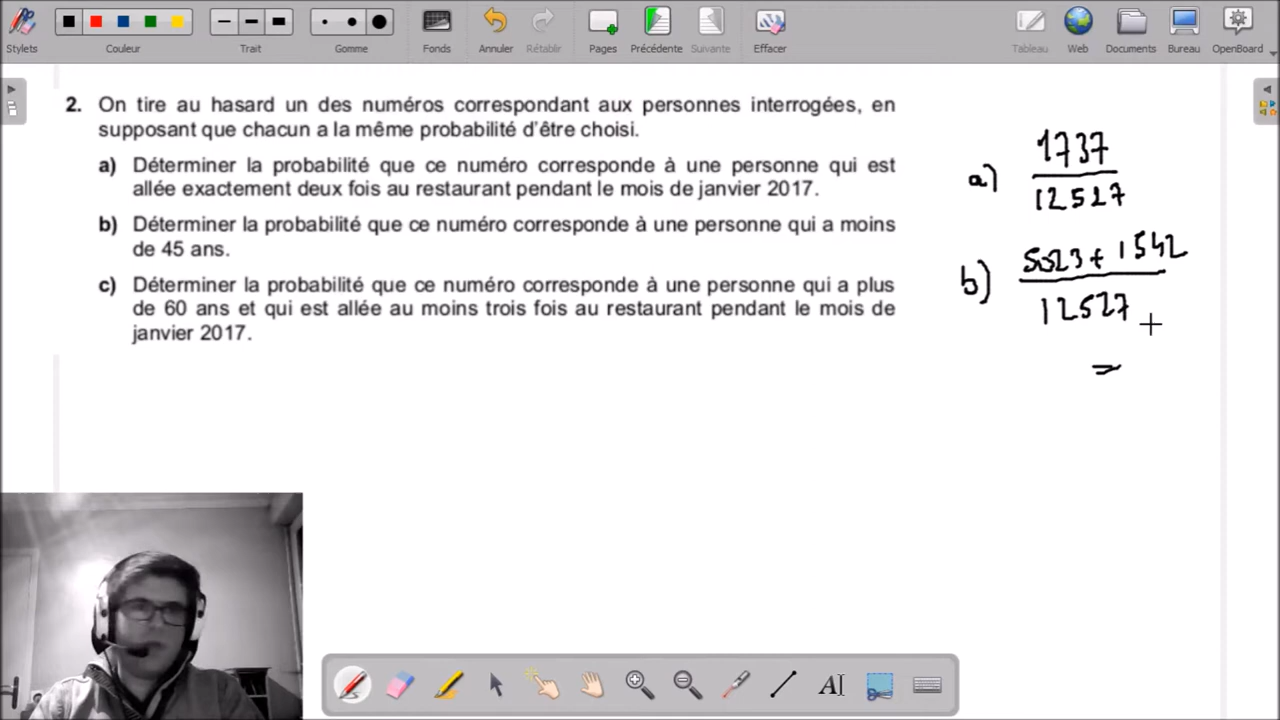 Stylets
Couleur
Trait
Gomme
Fonds
Annuler
Rétablir
Pages
Précédente
Suivante
Effacer
Tableau
Web
Documents
Bureau
OpenBoard
2. On tire au hasard un des numéros correspondant aux personnes interrogées, en
supposant que chacun a la même probabilité d'être choisi.
a) Déterminer la probabilité que ce numéro corresponde à une personne qui est
allée exactement deux fois au restaurant pendant le mois de janvier 2017.
b) Déterminer la probabilité que ce numéro corresponde à une personne qui a moins
de 45 ans.
c) Déterminer la probabilité que ce numéro corresponde à une personne qui a plus
de 60 ans et qui est allée au moins trois fois au restaurant pendant le mois de
janvier 2017.
a) 1737
12527
b) 5023 + 1542
12527
=
AI